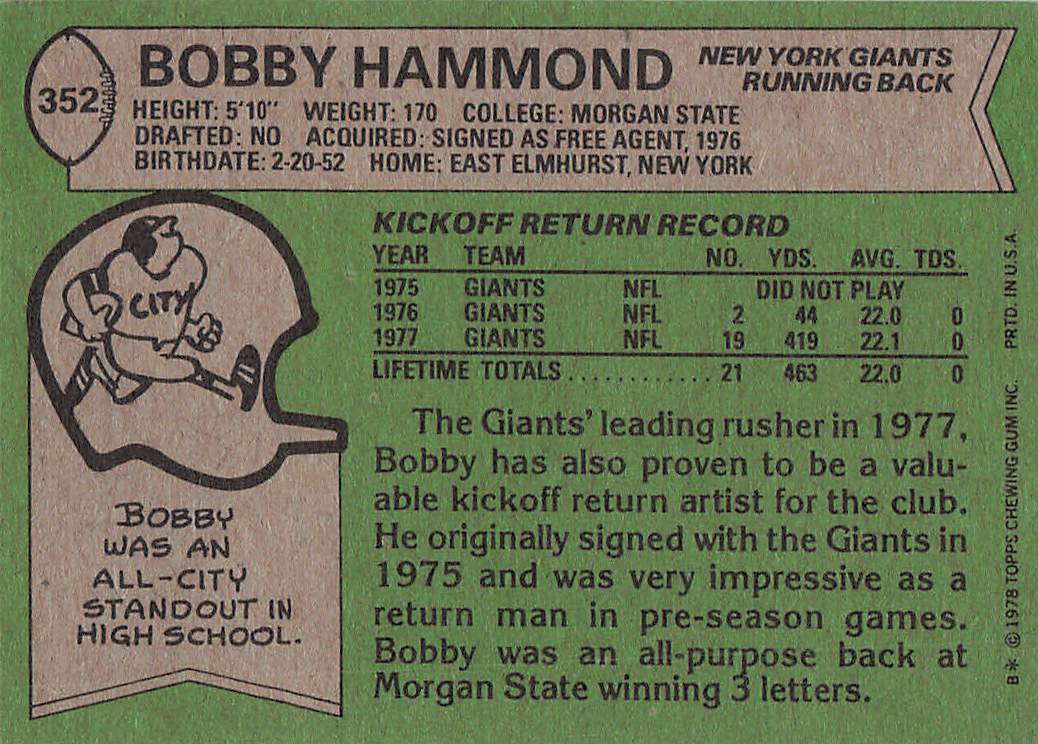 352
BOBBY HAMMOND
NEW YORK GIANTS
RUNNING BACK
HEIGHT: 5'10" WEIGHT: 170 COLLEGE: MORGAN STATE
DRAFTED: NO ACQUIRED: SIGNED AS FREE AGENT, 1976
BIRTHDATE: 2-20-52 HOME: EAST ELMHURST, NEW YORK
CITY
BOBBY
WAS AN
ALL-CITY
STANDOUT IN
HIGH SCHOOL.
KICKOFF RETURN RECORD
YEAR TEAM NO. YDS. AVG. TDS.
1975 GIANTS NFL DID NOT PLAY
1976 GIANTS NFL 2 44 22.0 0
1977 GIANTS NFL 19 419 22.1 0
LIFETIME TOTALS............ 21 463 22.0 0
The Giants' leading rusher in 1977,
Bobby has also proven to be a valu-
able kickoff return artist for the club.
He originally signed with the Giants in
1975 and was very impressive as a
return man in pre-season games.
Bobby was an all-purpose back at
Morgan State winning 3 letters.
B* © 1978 TOPPS CHEWING GUM INC. PRTD. IN U.S.A.